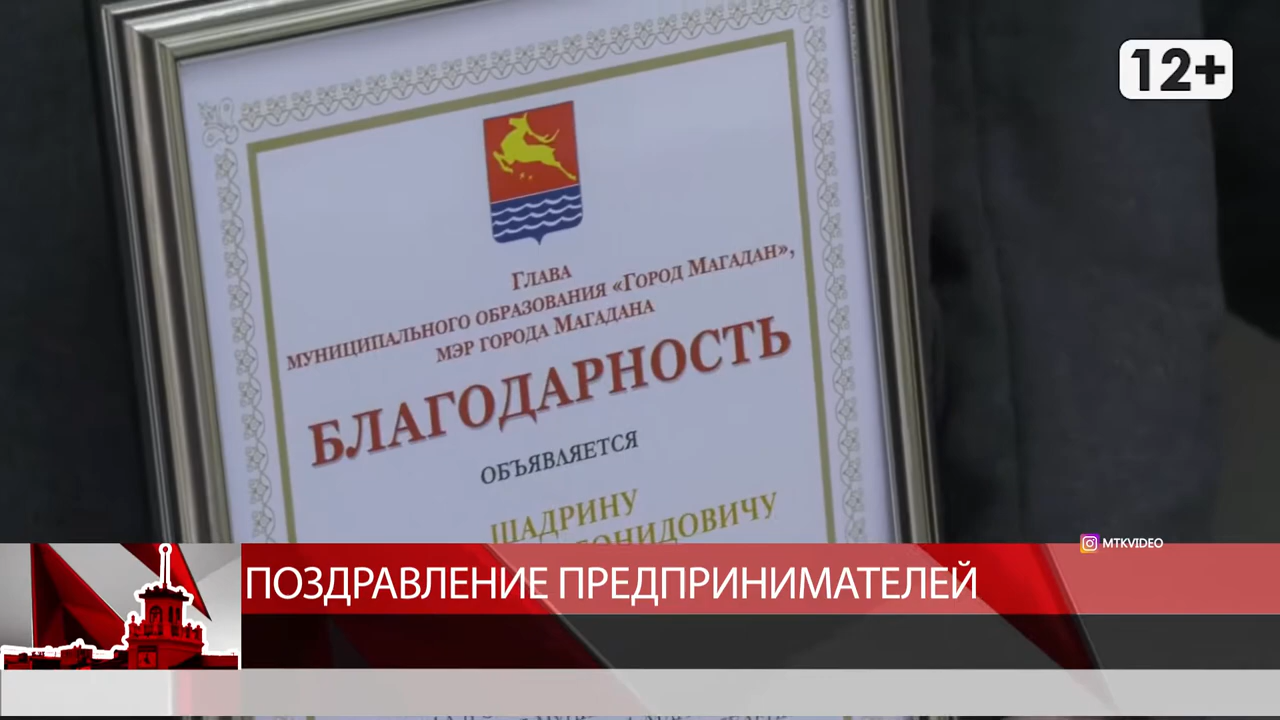 12+
ГЛАВА
МУНИЦИПАЛЬНОГО ОБРАЗОВАНИЯ «ГОРОД МАГАДАН»,
МЭР ГОРОДА МАГАДАНА
БЛАГОДАРНОСТЬ
ОБЪЯВЛЯЕТСЯ
ШАДРИНУ
MTKVIDEO
ПОЗДРАВЛЕНИЕ ПРЕДПРИНИМАТЕЛЕЙ